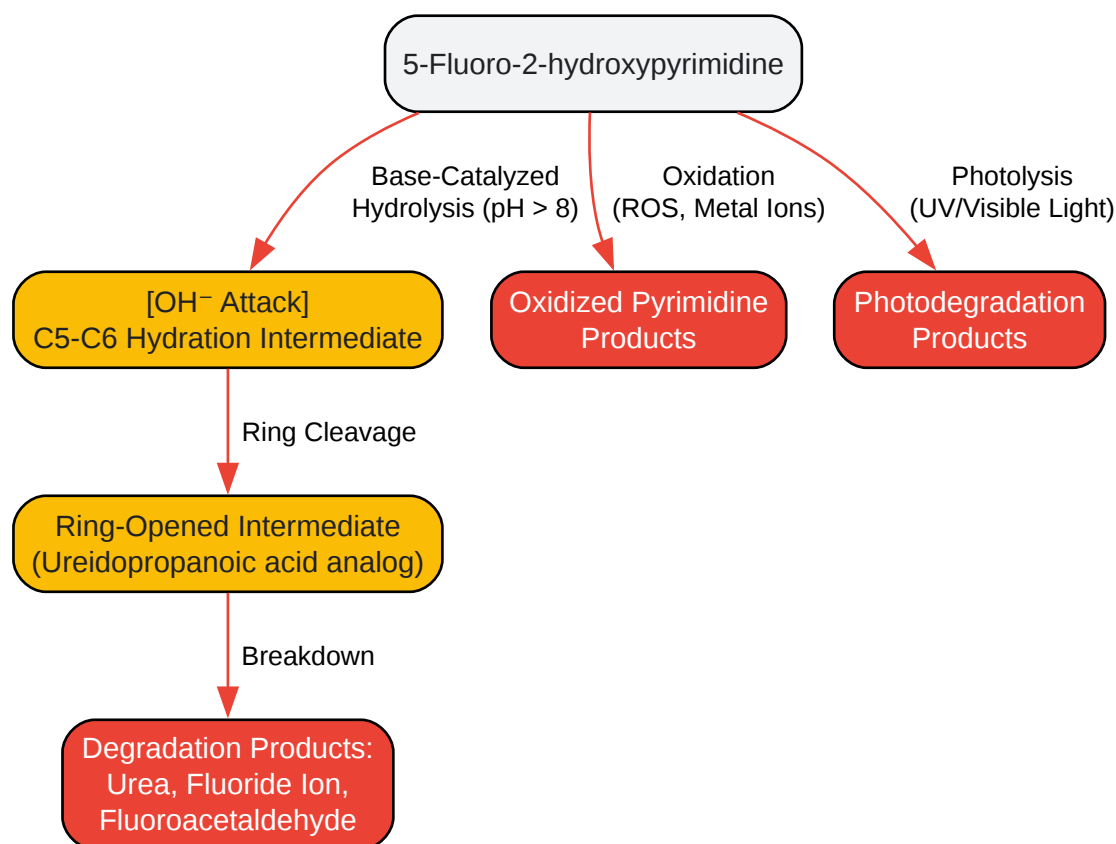 5-Fluoro-2-hydroxypyrimidine
Base-Catalyzed
Hydrolysis (pH > 8)
Oxidation
(ROS, Metal Ions)
Photolysis
(UV/Visible Light)
[OH⁻ Attack]
C5-C6 Hydration Intermediate
Oxidized Pyrimidine
Products
Photodegradation
Products
Ring Cleavage
Ring-Opened Intermediate
(Ureidopropanoic acid analog)
Breakdown
Degradation Products:
Urea, Fluoride Ion,
Fluoroacetaldehyde